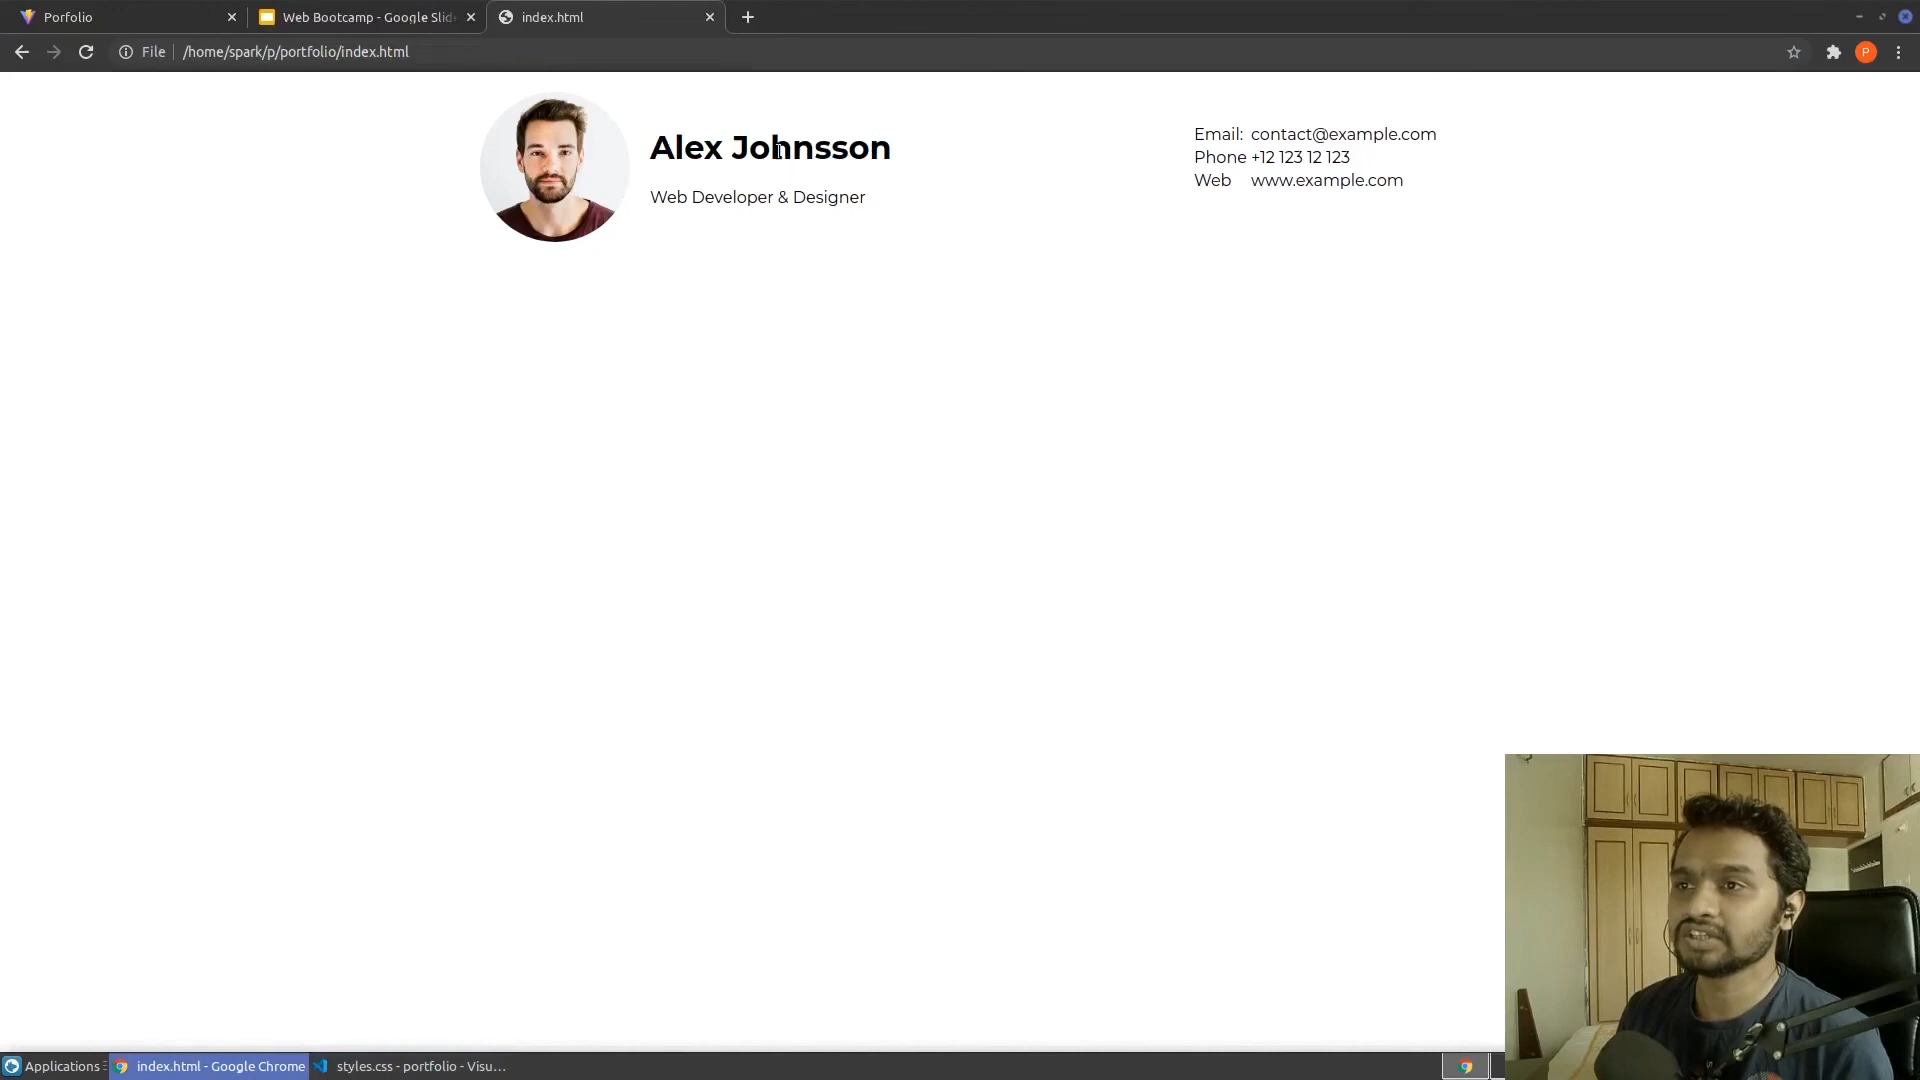 Porfolio
Web Bootcamp - Google Slid
index.html
File
/home/spark/p/portfolio/index.html
P
Alex Johnsson
Web Developer & Designer
Email: contact@example.com
Phone +12 123 12 123
Web www.example.com
Applications
index.html - Google Chrome
styles.css - portfolio - Visu...